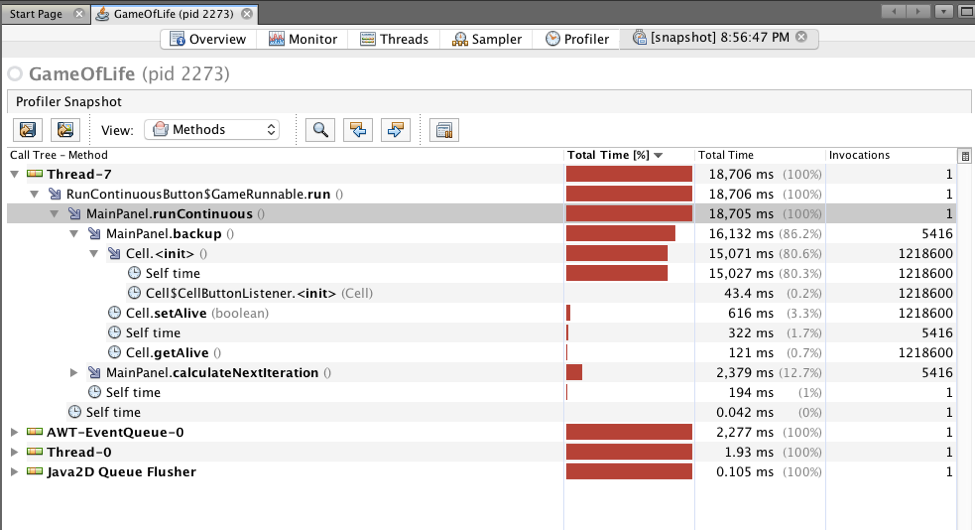 Start Page GameOfLife (pid 2273)
Overview Monitor Threads Sampler Profiler [snapshot] 8:56:47 PM
GameOfLife (pid 2273)
Profiler Snapshot
View: Methods
Call Tree – Method Total Time [%] Total Time Invocations
Thread-7 18,706 ms (100%) 1
RunContinuousButton$GameRunnable.run () 18,706 ms (100%) 1
MainPanel.runContinuous () 18,705 ms (100%) 1
MainPanel.backup () 16,132 ms (86.2%) 5416
Cell.<init> () 15,071 ms (80.6%) 1218600
Self time 15,027 ms (80.3%) 1218600
Cell$CellButtonListener.<init> (Cell) 43.4 ms (0.2%) 1218600
Cell.setAlive (boolean) 616 ms (3.3%) 1218600
Self time 322 ms (1.7%) 5416
Cell.getAlive () 121 ms (0.7%) 1218600
MainPanel.calculateNextIteration () 2,379 ms (12.7%) 5416
Self time 194 ms (1%) 1
Self time 0.042 ms (0%) 1
AWT-EventQueue-0 2,277 ms (100%) 1
Thread-0 1.93 ms (100%) 1
Java2D Queue Flusher 0.105 ms (100%) 1